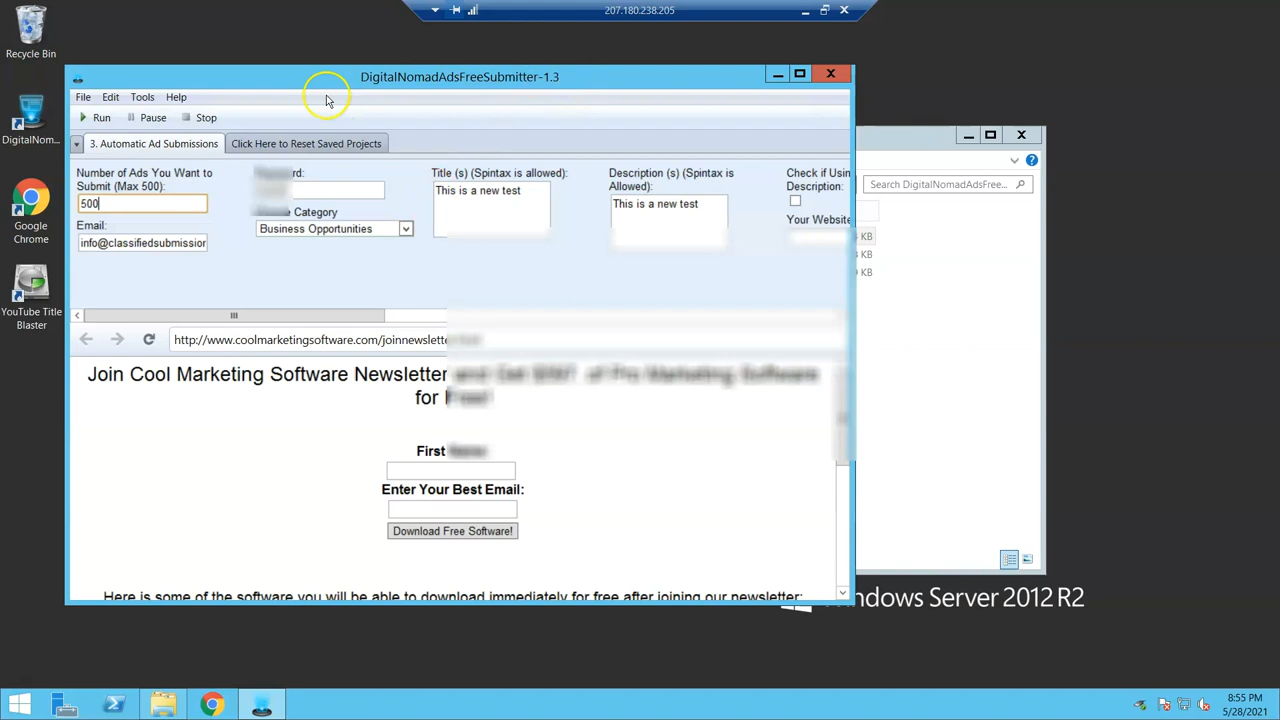 207.180.238.205
Recycle Bin
DigitalNom...
Google
Chrome
YouTube Title
Blaster
DigitalNomadAdsFreeSubmitter-1.3
File Edit Tools Help
Run Pause Stop
3. Automatic Ad Submissions Click Here to Reset Saved Projects
Number of Ads You Want to
Submit (Max 500):
500
Email:
info@classifiedsubmission
Category
Business Opportunities
Title (s) (Spintax is allowed):
This is a new test
Description (s) (Spintax is
Allowed):
This is a new test
Check if Using
Description:
Your Website
Search DigitalNomadAdsFree...
KB
KB
KB
http://www.coolmarketingsoftware.com/joinnewslette
Join Cool Marketing Software Newsletter
for
First
Enter Your Best Email:
Download Free Software!
Here is some of the software you will be able to download immediately for free after joining our newsletter:
Windows Server 2012 R2
8:55 PM
5/28/2021